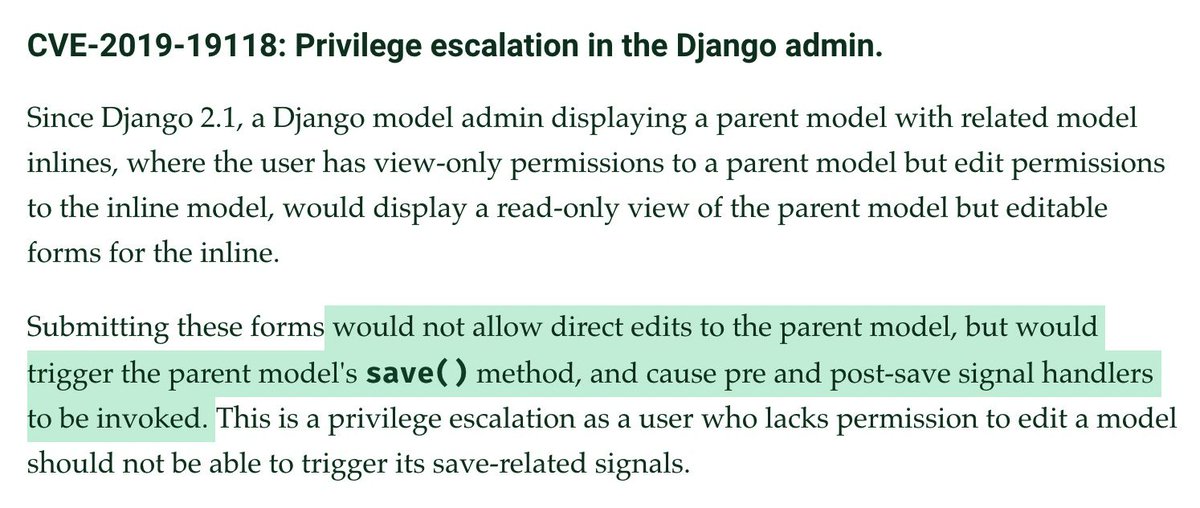 CVE-2019-19118: Privilege escalation in the Django admin.
Since Django 2.1, a Django model admin displaying a parent model with related model
inlines, where the user has view-only permissions to a parent model but edit permissions
to the inline model, would display a read-only view of the parent model but editable
forms for the inline.
Submitting these forms would not allow direct edits to the parent model, but would
trigger the parent model's save() method, and cause pre and post-save signal handlers
to be invoked. This is a privilege escalation as a user who lacks permission to edit a model
should not be able to trigger its save-related signals.